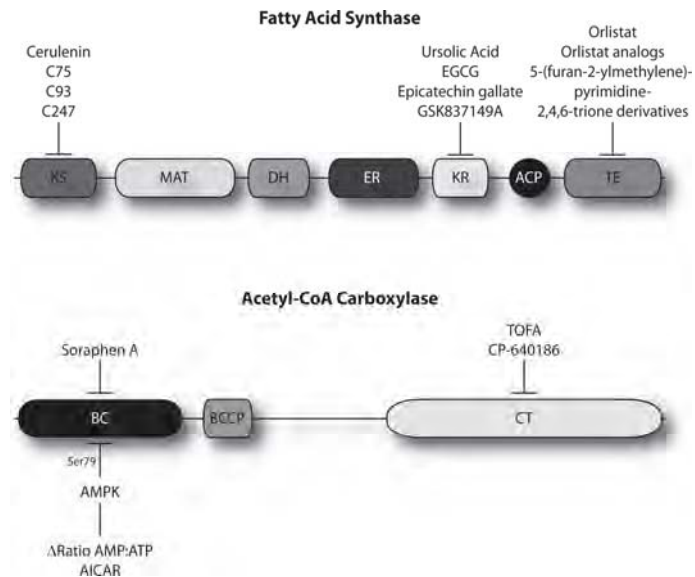 Fatty Acid Synthase
Cerulenin
C75
C93
C247
Ursolic Acid
EGCG
Epicatechin gallate
GSK837149A
Orlistat
Orlistat analogs
5-(furan-2-ylmethylene)-
pyrimidine-
2,4,6-trione derivatives
KS MAT DH ER KR ACP TE
Acetyl-CoA Carboxylase
Soraphen A
TOFA
CP-640186
BC BCCP CT
Ser79
AMPK
ΔRatio AMP:ATP
AICAR